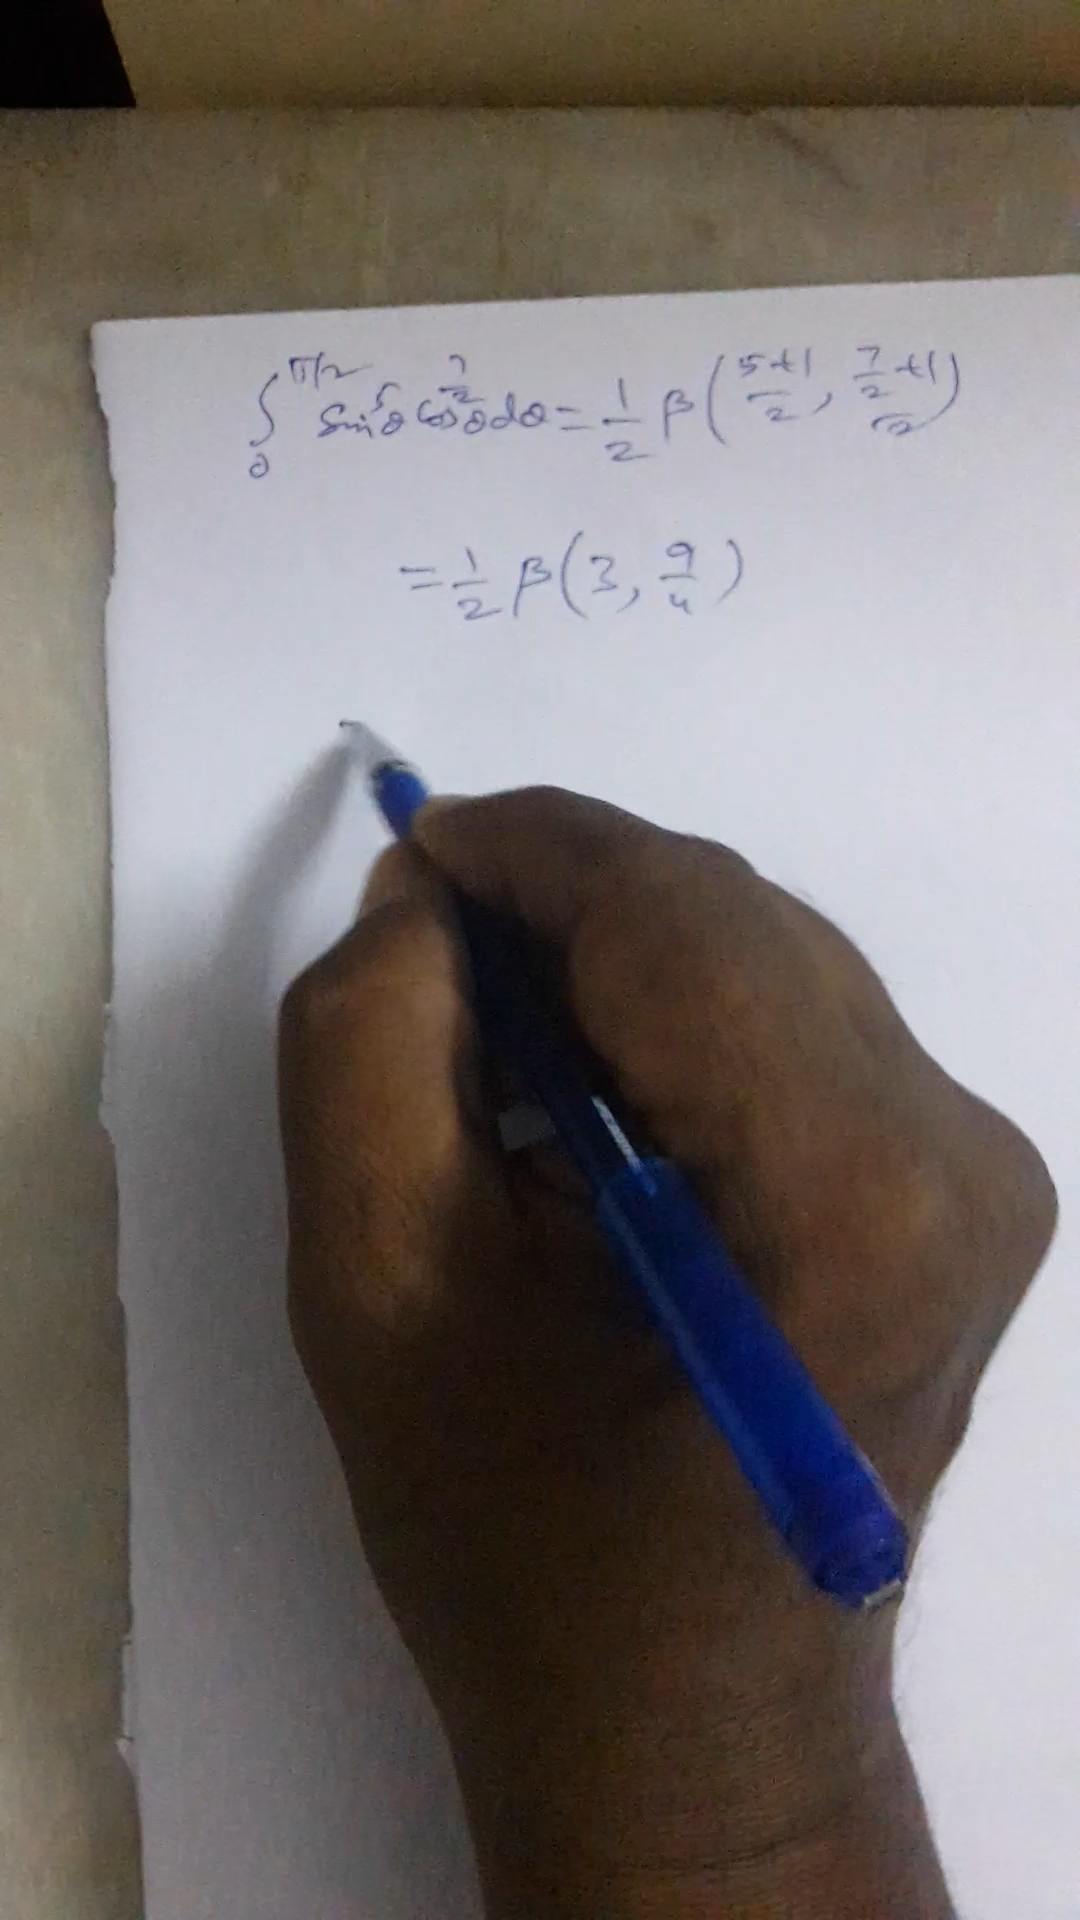 ∫₀^(π/2) sin⁵θ cos^(7/2)θ dθ = 1/2 β((5+1)/2, (7/2+1)/2)
= 1/2 β(3, 9/4)